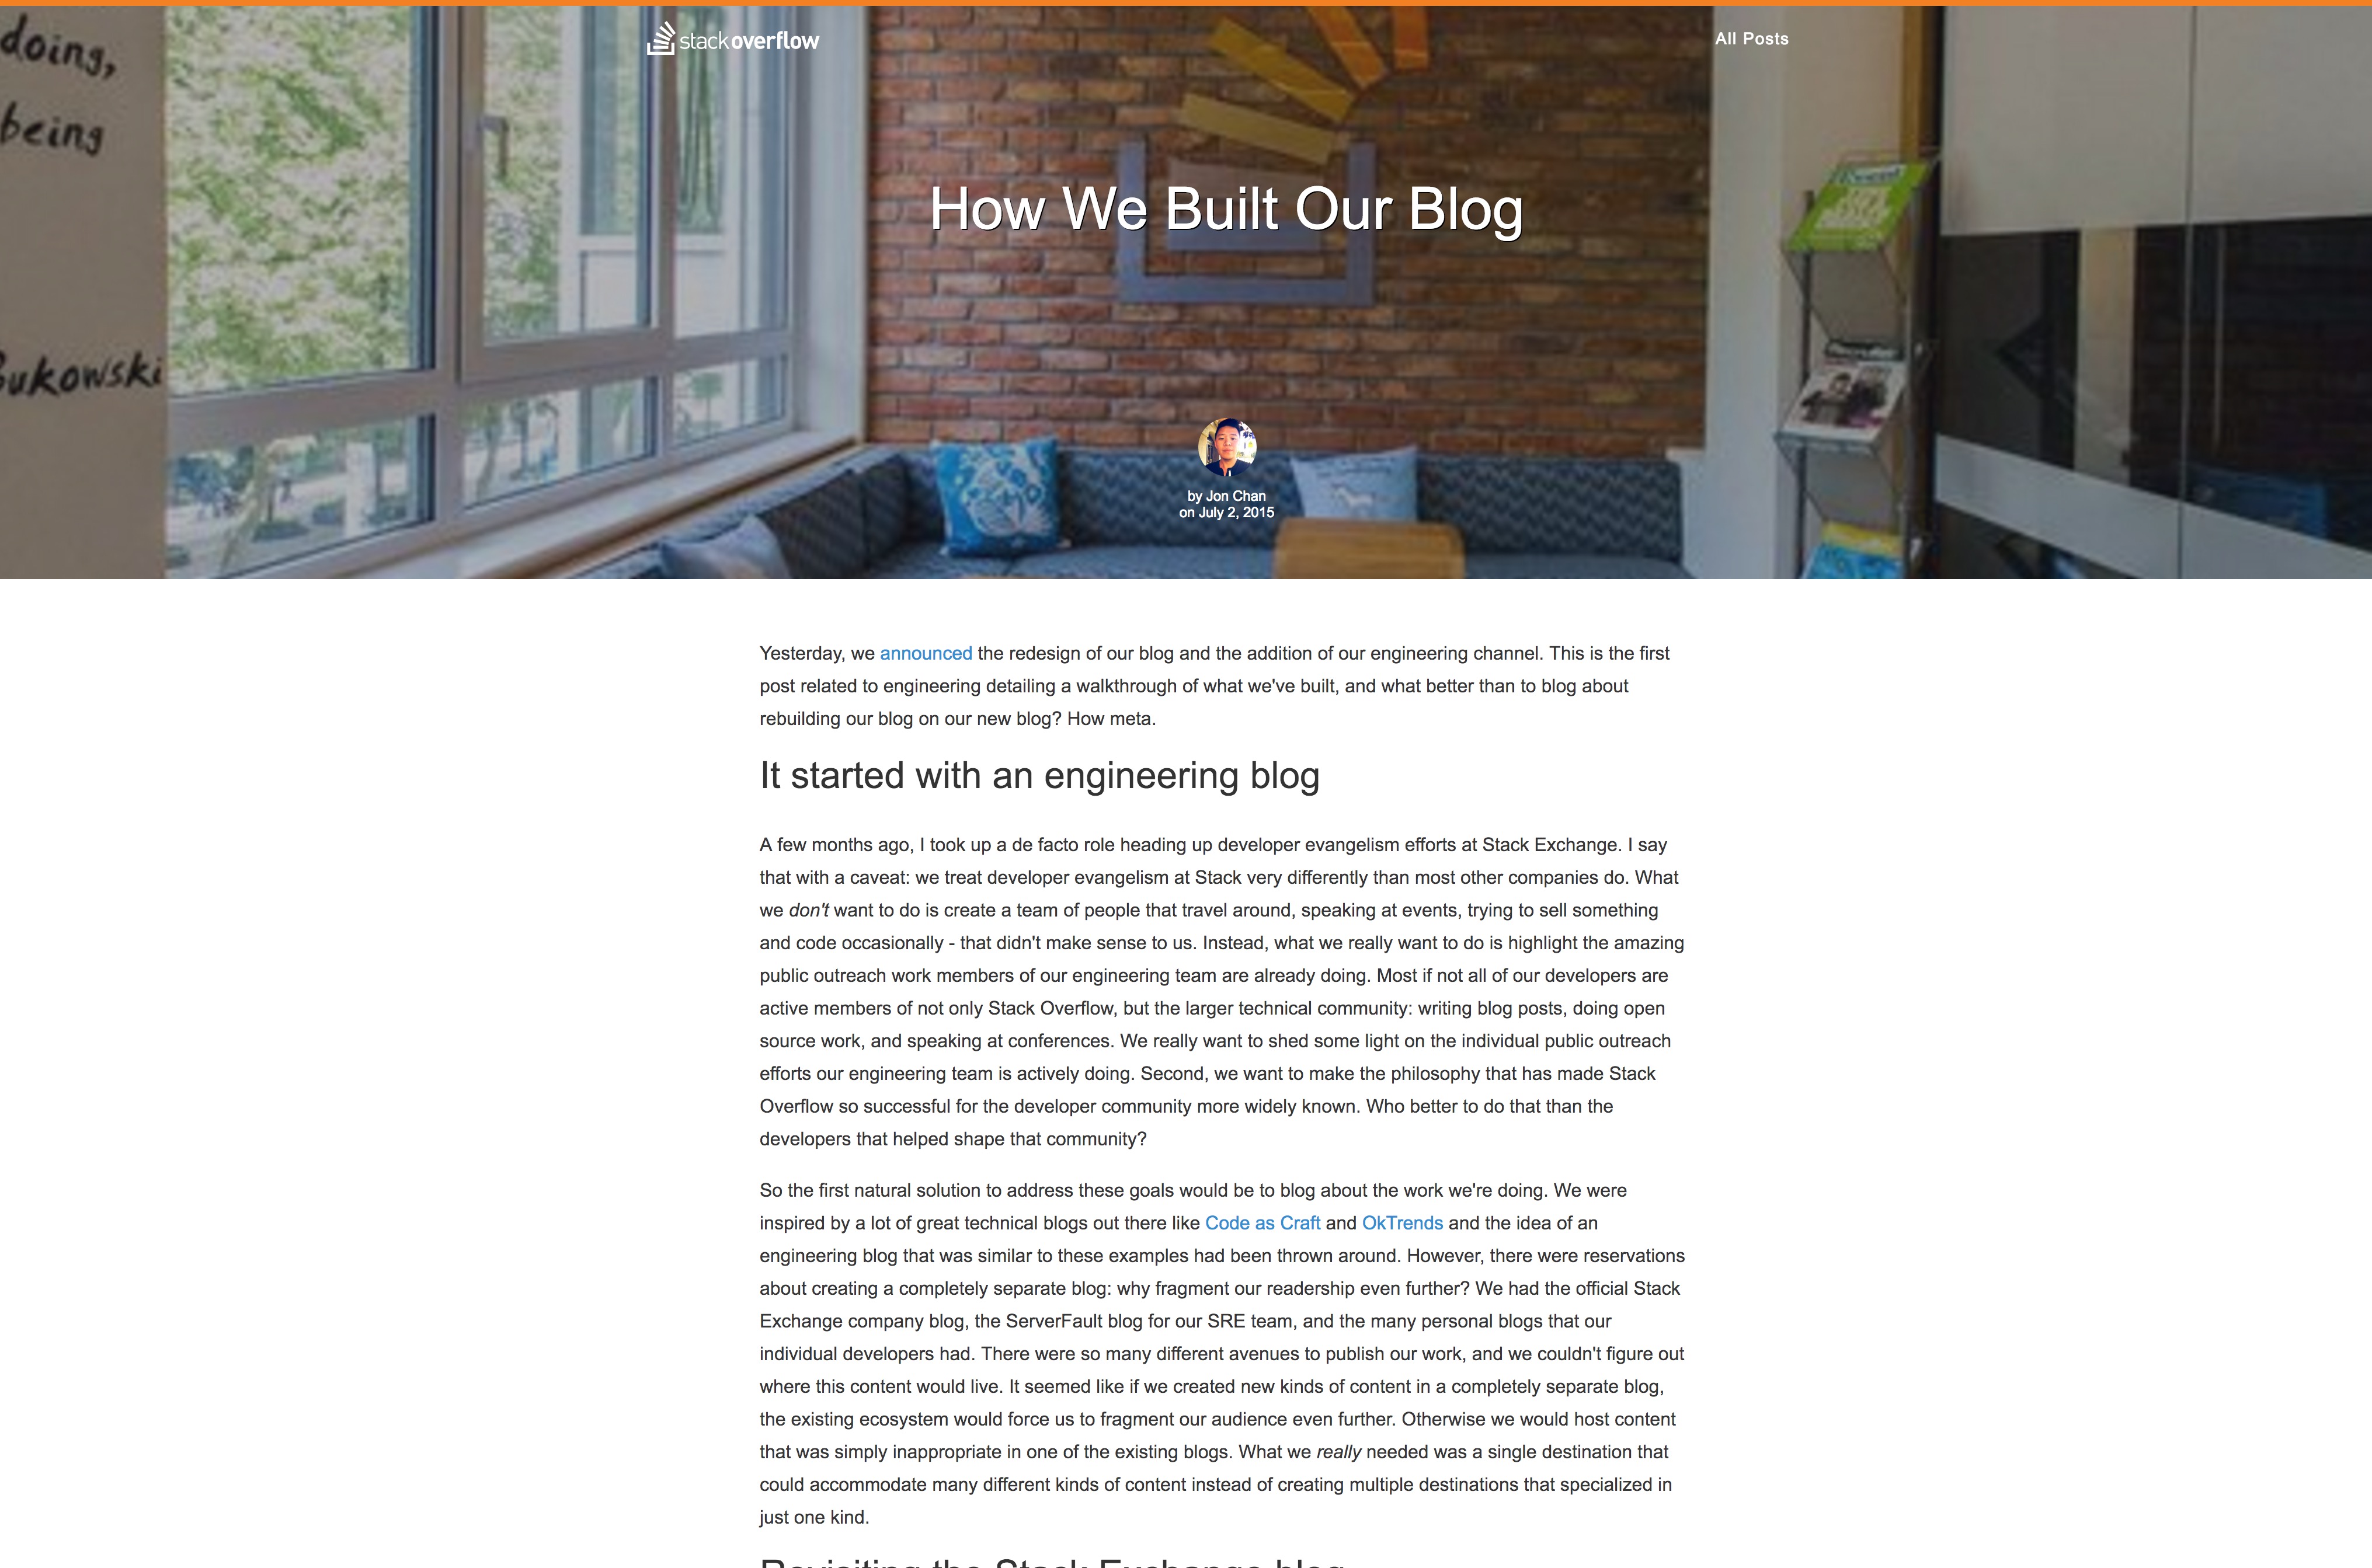 doing,
being
Bukowski
stackoverflow
All Posts
How We Built Our Blog
by Jon Chan
on July 2, 2015
Yesterday, we announced the redesign of our blog and the addition of our engineering channel. This is the first
post related to engineering detailing a walkthrough of what we've built, and what better than to blog about
rebuilding our blog on our new blog? How meta.
It started with an engineering blog
A few months ago, I took up a de facto role heading up developer evangelism efforts at Stack Exchange. I say
that with a caveat: we treat developer evangelism at Stack very differently than most other companies do. What
we don't want to do is create a team of people that travel around, speaking at events, trying to sell something
and code occasionally - that didn't make sense to us. Instead, what we really want to do is highlight the amazing
public outreach work members of our engineering team are already doing. Most if not all of our developers are
active members of not only Stack Overflow, but the larger technical community: writing blog posts, doing open
source work, and speaking at conferences. We really want to shed some light on the individual public outreach
efforts our engineering team is actively doing. Second, we want to make the philosophy that has made Stack
Overflow so successful for the developer community more widely known. Who better to do that than the
developers that helped shape that community?
So the first natural solution to address these goals would be to blog about the work we're doing. We were
inspired by a lot of great technical blogs out there like Code as Craft and OkTrends and the idea of an
engineering blog that was similar to these examples had been thrown around. However, there were reservations
about creating a completely separate blog: why fragment our readership even further? We had the official Stack
Exchange company blog, the ServerFault blog for our SRE team, and the many personal blogs that our
individual developers had. There were so many different avenues to publish our work, and we couldn't figure out
where this content would live. It seemed like if we created new kinds of content in a completely separate blog,
the existing ecosystem would force us to fragment our audience even further. Otherwise we would host content
that was simply inappropriate in one of the existing blogs. What we really needed was a single destination that
could accommodate many different kinds of content instead of creating multiple destinations that specialized in
just one kind.
Revisiting the Stack Exchange blog